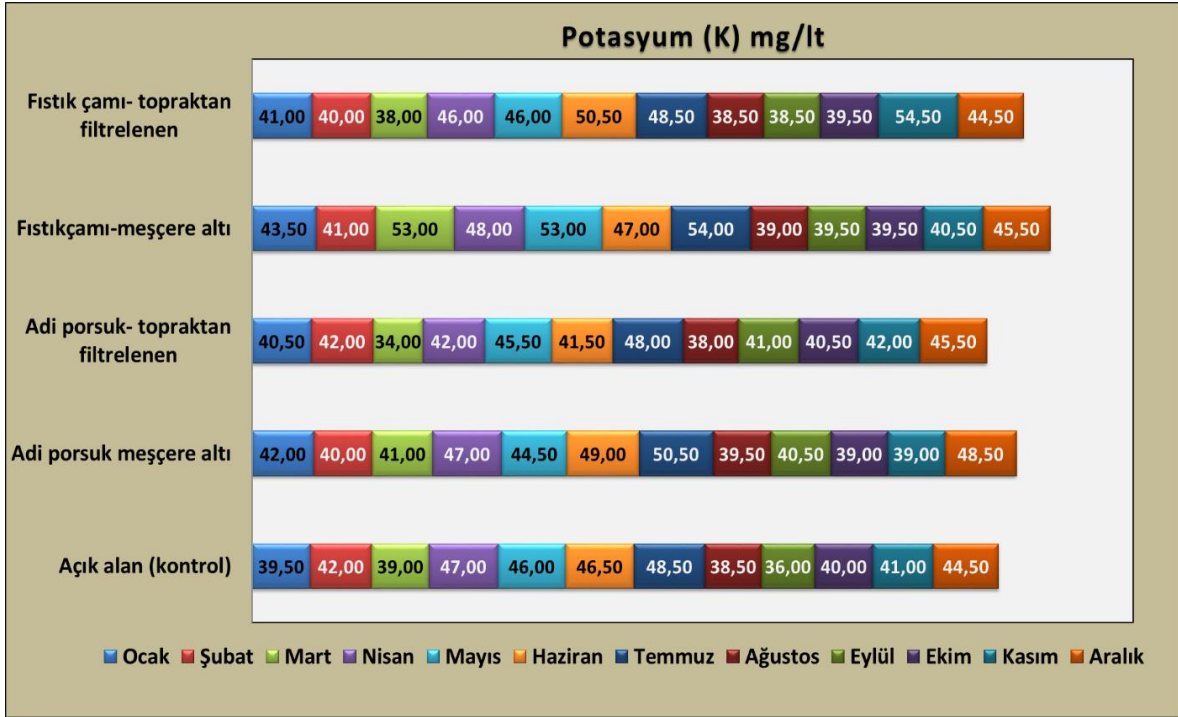 Potasyum (K) mg/lt
Fıstık çamı- topraktan
filtrelenen
41,00 40,00 38,00 46,00 46,00 50,50 48,50 38,50 38,50 39,50 54,50 44,50
Fıstıkçamı-meşçere altı
43,50 41,00 53,00 48,00 53,00 47,00 54,00 39,00 39,50 39,50 40,50 45,50
Adi porsuk- topraktan
filtrelenen
40,50 42,00 34,00 42,00 45,50 41,50 48,00 38,00 41,00 40,50 42,00 45,50
Adi porsuk meşçere altı
42,00 40,00 41,00 47,00 44,50 49,00 50,50 39,50 40,50 39,00 39,00 48,50
Açık alan (kontrol)
39,50 42,00 39,00 47,00 46,00 46,50 48,50 38,50 36,00 40,00 41,00 44,50
Ocak Şubat Mart Nisan Mayıs Haziran Temmuz Ağustos Eylül Ekim Kasım Aralık